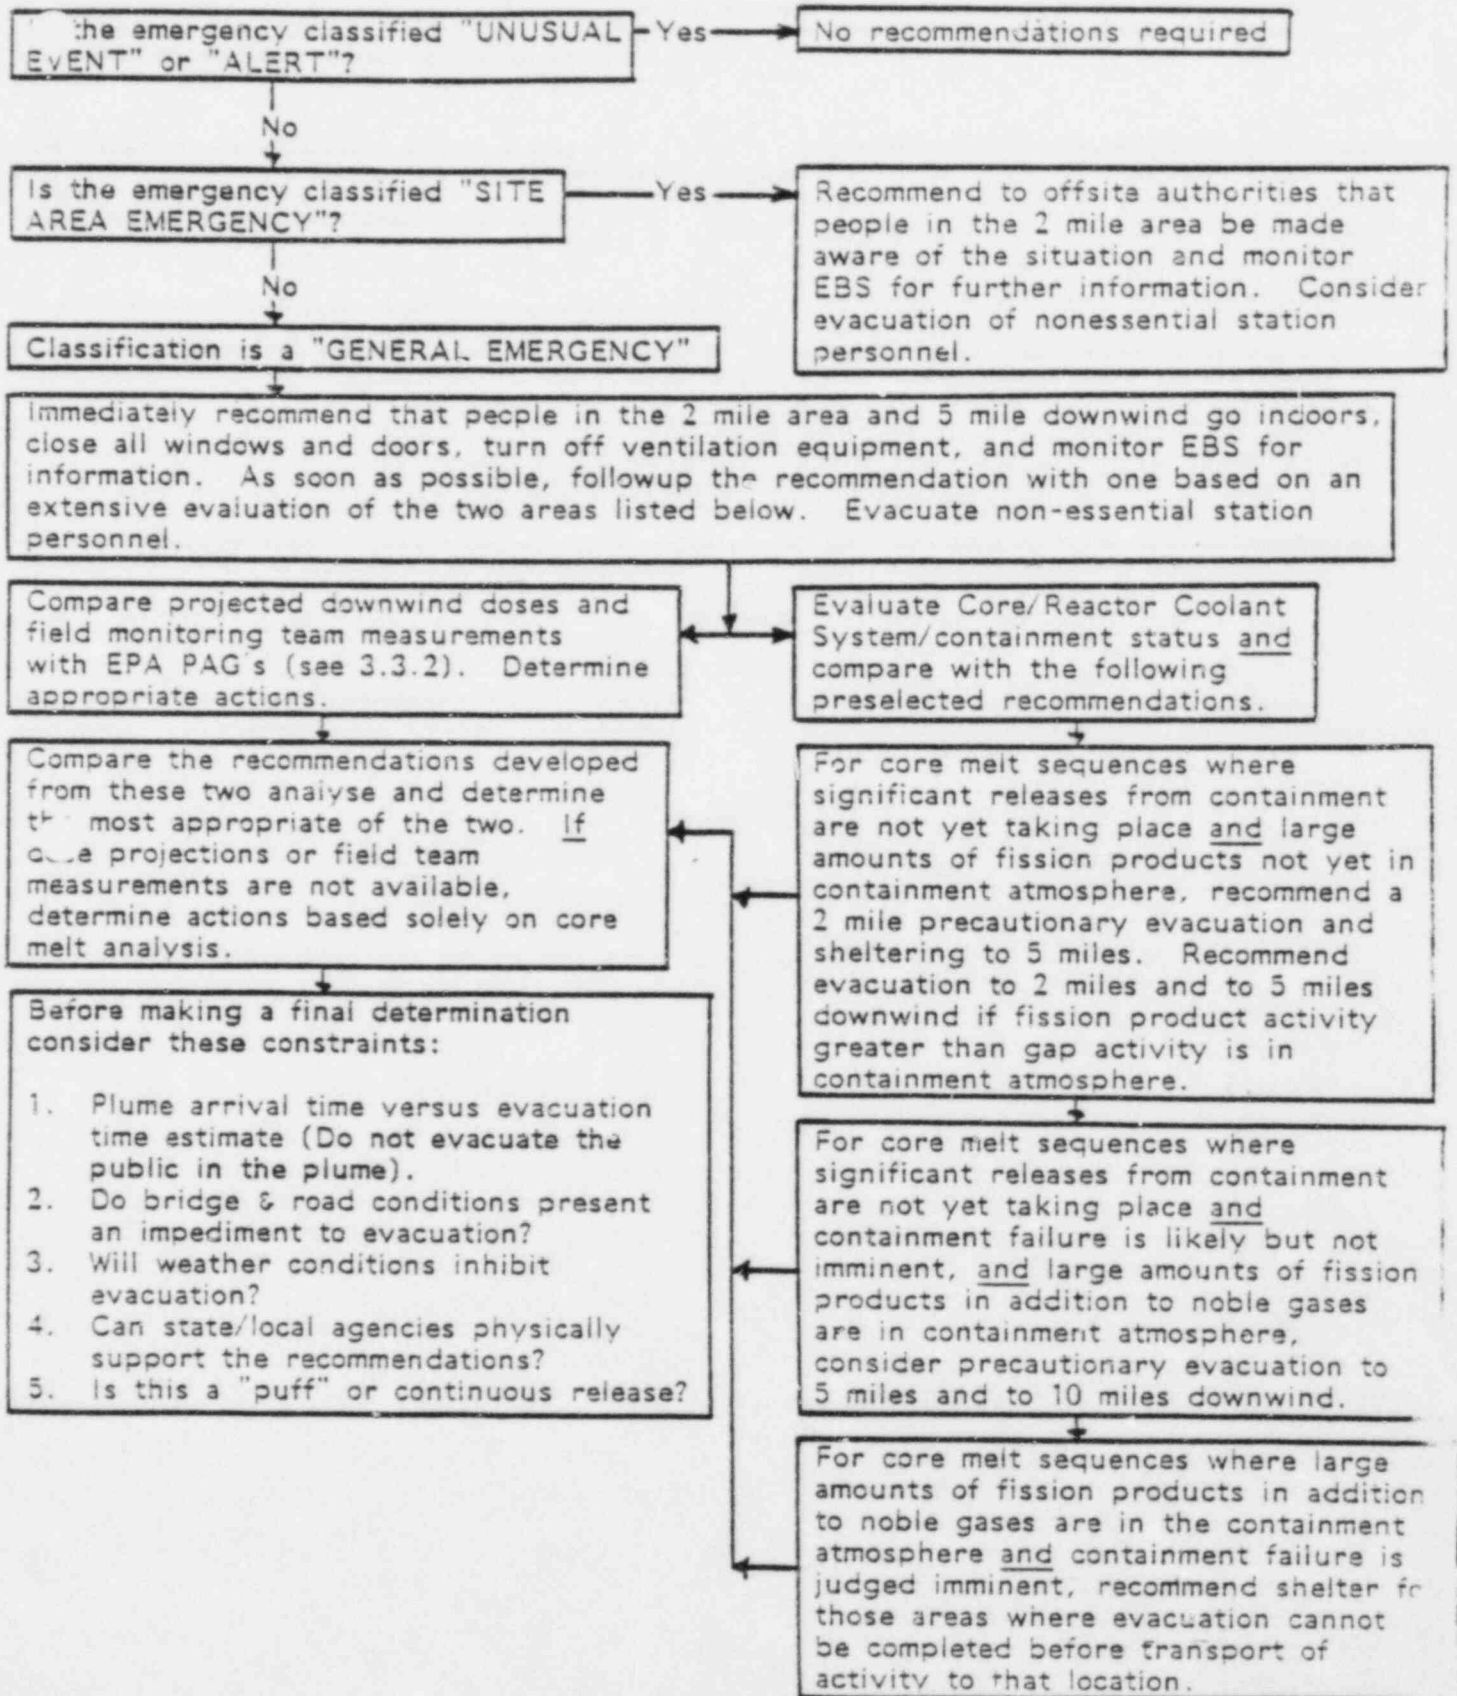 the emergency classified "UNUSUAL
EVENT" or "ALERT"?
Yes
No recommendations required
No
Is the emergency classified "SITE
AREA EMERGENCY"?
Yes
Recommend to offsite authorities that
people in the 2 mile area be made
aware of the situation and monitor
EBS for further information. Consider
evacuation of nonessential station
personnel.
No
Classification is a "GENERAL EMERGENCY"
Immediately recommend that people in the 2 mile area and 5 mile downwind go indoors,
close all windows and doors, turn off ventilation equipment, and monitor EBS for
information. As soon as possible, followup the recommendation with one based on an
extensive evaluation of the two areas listed below. Evacuate non-essential station
personnel.
Compare projected downwind doses and
field monitoring team measurements
with EPA PAG's (see 3.3.2). Determine
appropriate actions.
Evaluate Core/Reactor Coolant
System/containment status and
compare with the following
preselected recommendations.
Compare the recommendations developed
from these two analyse and determine
most appropriate of the two. If
projections or field team
measurements are not available,
determine actions based solely on core
melt analysis.
For core melt sequences where
significant releases from containment
are not yet taking place and large
amounts of fission products not yet in
containment atmosphere, recommend a
2 mile precautionary evacuation and
sheltering to 5 miles. Recommend
evacuation to 2 miles and to 5 miles
downwind if fission product activity
greater than gap activity is in
containment atmosphere.
Before making a final determination
consider these constraints:
1. Plume arrival time versus evacuation
time estimate (Do not evacuate the
public in the plume).
2. Do bridge & road conditions present
an impediment to evacuation?
3. Will weather conditions inhibit
evacuation?
4. Can state/local agencies physically
support the recommendations?
5. Is this a "puff" or continuous release?
For core melt sequences where
significant releases from containment
are not yet taking place and
containment failure is likely but not
imminent, and large amounts of fission
products in addition to noble gases
are in containment atmosphere,
consider precautionary evacuation to
5 miles and to 10 miles downwind.
For core melt sequences where large
amounts of fission products in addition
to noble gases are in the containment
atmosphere and containment failure is
judged imminent, recommend shelter
those areas where evacuation cannot
be completed before transport of
activity to that location.